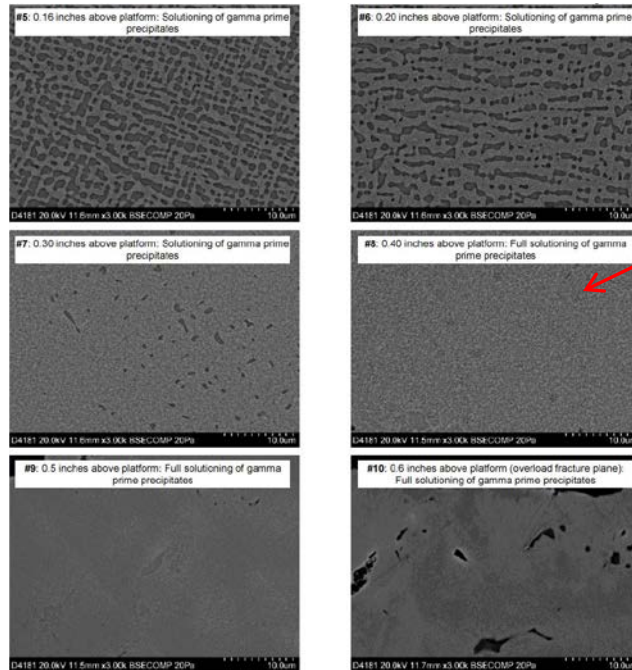 #5: 0.16 inches above platform: Solutioning of gamma prime
precipitates
D4181 20.0kV 11.6mm x3.00k BSECOMP 20Pa
10.0um
#6: 0.20 inches above platform: Solutioning of gamma prime
precipitates
D4181 20.0kV 11.6mm x3.00k BSECOMP 20Pa
10.0um
#7: 0.30 inches above platform: Solutioning of gamma prime
precipitates
D4181 20.0kV 11.6mm x3.00k BSECOMP 20Pa
10.0um
#8: 0.40 inches above platform: Full solutioning of gamma
prime precipitates
D4181 20.0kV 11.5mm x3.00k BSECOMP 20Pa
10.0um
#9: 0.5 inches above platform: Full solutioning of gamma
prime precipitates
D4181 20.0kV 11.5mm x3.00k BSECOMP 20Pa
10.0um
#10: 0.6 inches above platform (overload fracture plane):
Full solutioning of gamma prime precipitates
D4181 20.0kV 11.7mm x3.00k BSECOMP 20Pa
10.0um